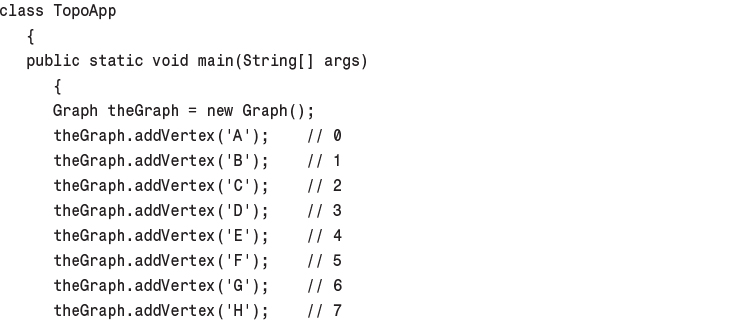 class TopoApp
{
public static void main(String[] args)
{
Graph theGraph = new Graph();
theGraph.addVertex('A');    // 0
theGraph.addVertex('B');    // 1
theGraph.addVertex('C');    // 2
theGraph.addVertex('D');    // 3
theGraph.addVertex('E');    // 4
theGraph.addVertex('F');    // 5
theGraph.addVertex('G');    // 6
theGraph.addVertex('H');    // 7